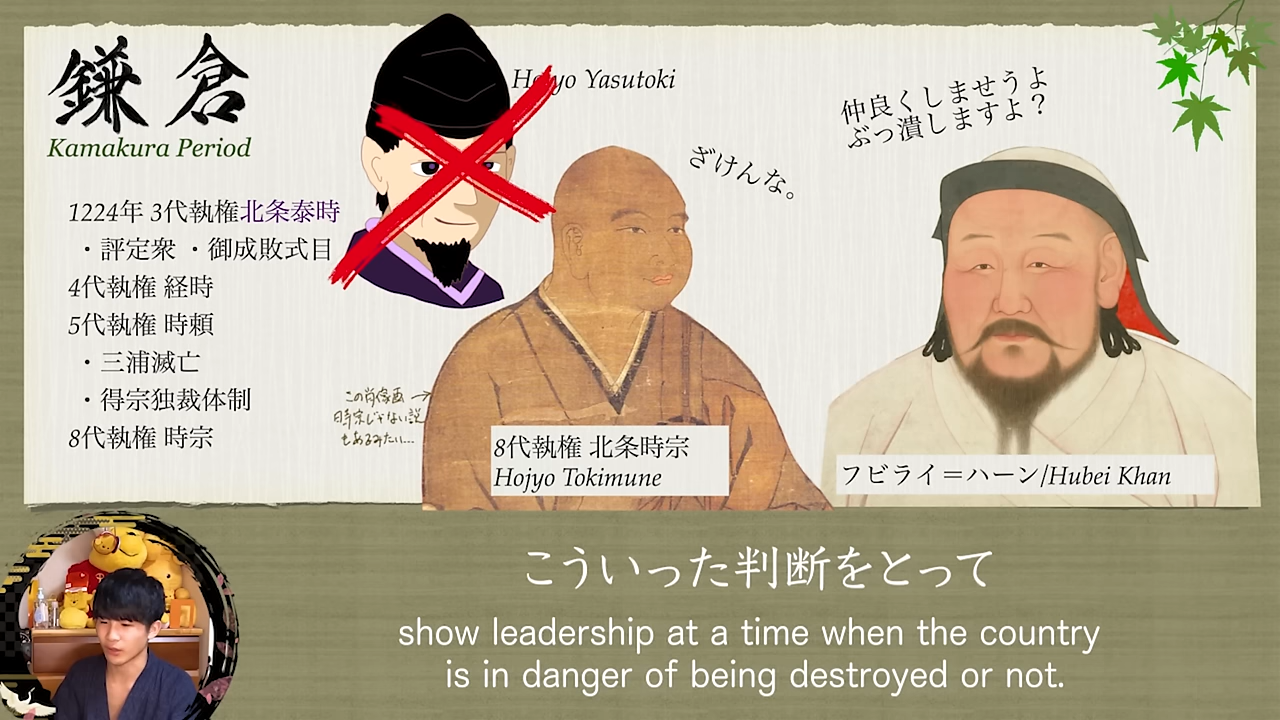 鎌倉
Kamakura Period
1224年 3代執権北条泰時
・評定衆 ・御成敗式目
4代執権 経時
5代執権 時頼
・三浦滅亡
・得宗独裁体制
8代執権 時宗
Hojyo Yasutoki
ざけんな。
仲良くしませうよ
ぶっ潰しますよ?
この肖像画→
時宗じゃない説
もあるみたい…
8代執権 北条時宗
Hojyo Tokimune
フビライ=ハーン/Hubei Khan
こういった判断をとって
show leadership at a time when the country
is in danger of being destroyed or not.